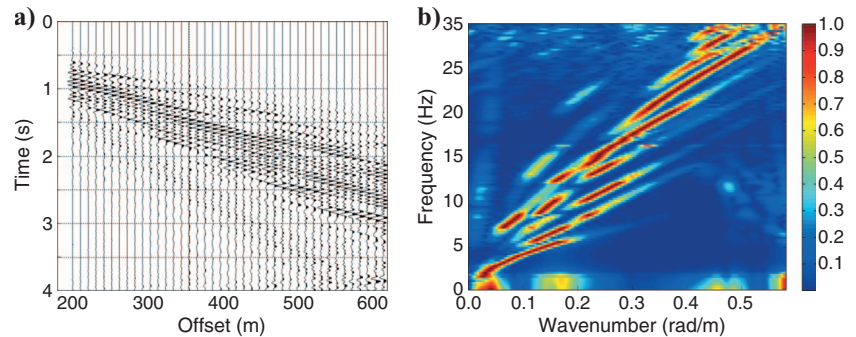 a)
0
1
2
3
4
Time (s)
200 300 400 500 600
Offset (m)
b)
35
30
25
20
15
10
5
0
Frequency (Hz)
0.0 0.1 0.2 0.3 0.4 0.5
Wavenumber (rad/m)
1.0
0.9
0.8
0.7
0.6
0.5
0.4
0.3
0.2
0.1